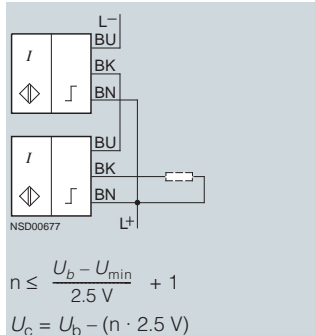 L–
BU
I
BK
BN
BU
I
BK
BN
NSD00677
L+
n ≤ (U_b – U_min) / 2.5 V + 1
U_c = U_b – (n · 2.5 V)